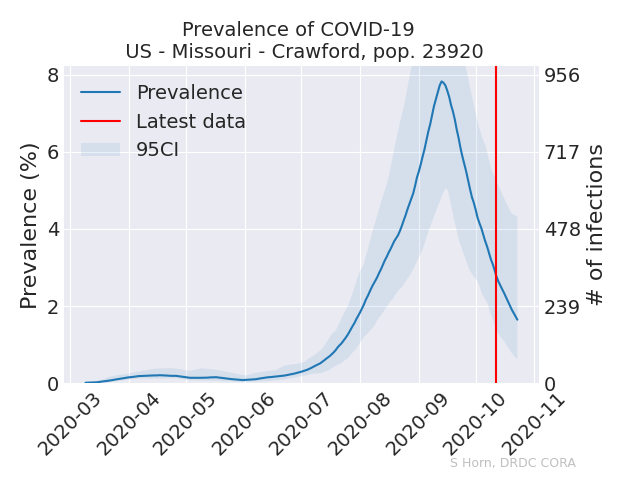 Prevalence of COVID-19
US - Missouri - Crawford, pop. 23920
Prevalence
Latest data
95CI
Prevalence (%)
8
6
4
2
0
956
717
478
239
0
# of infections
2020-03
2020-04
2020-05
2020-06
2020-07
2020-08
2020-09
2020-10
2020-11
S Horn, DRDC CORA